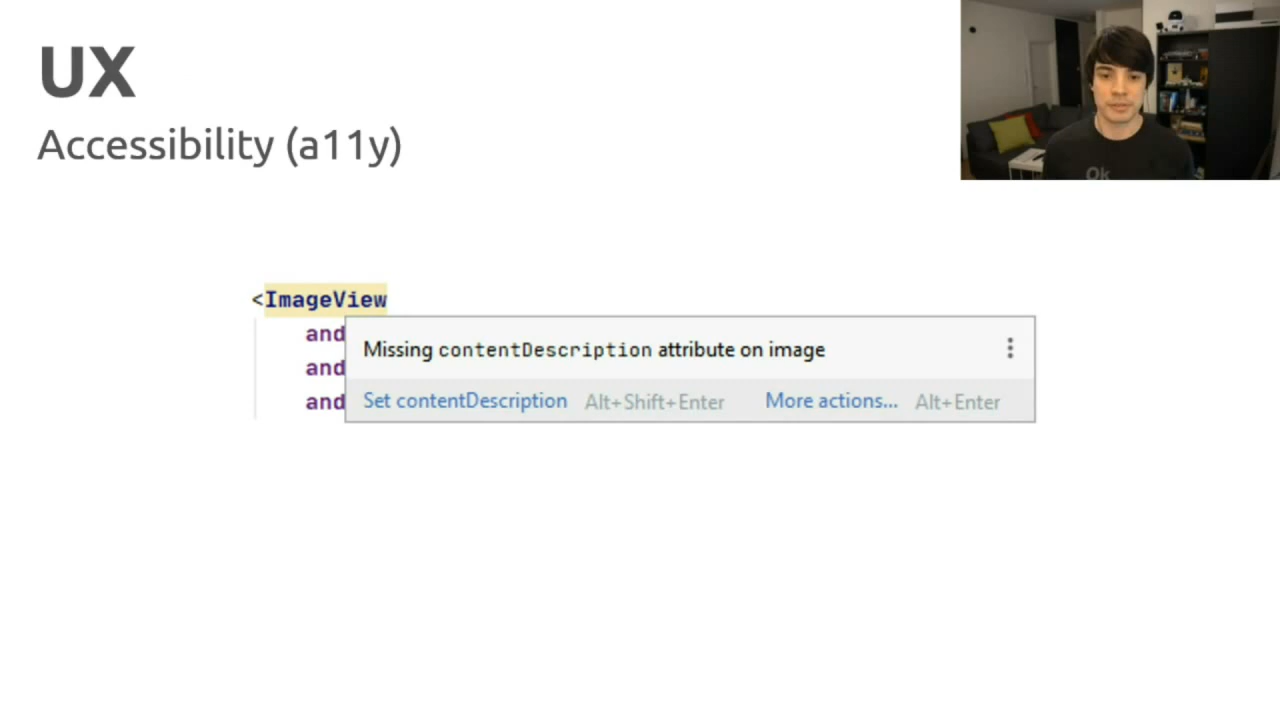 UX
Accessibility (a11y)
Ok
<ImageView
and
Missing contentDescription attribute on image
and
and
Set contentDescription Alt+Shift+Enter More actions... Alt+Enter